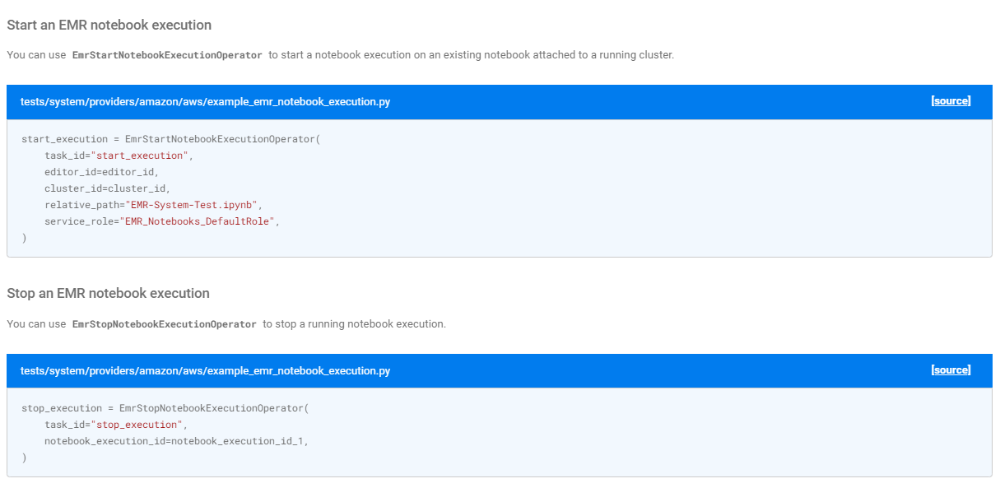 Start an EMR notebook execution
You can use EmrStartNotebookExecutionOperator to start a notebook execution on an existing notebook attached to a running cluster.
tests/system/providers/amazon/aws/example_emr_notebook_execution.py [source]
start_execution = EmrStartNotebookExecutionOperator(
    task_id="start_execution",
    editor_id=editor_id,
    cluster_id=cluster_id,
    relative_path="EMR-System-Test.ipynb",
    service_role="EMR_Notebooks_DefaultRole",
)
Stop an EMR notebook execution
You can use EmrStopNotebookExecutionOperator to stop a running notebook execution.
tests/system/providers/amazon/aws/example_emr_notebook_execution.py [source]
stop_execution = EmrStopNotebookExecutionOperator(
    task_id="stop_execution",
    notebook_execution_id=notebook_execution_id_1,
)